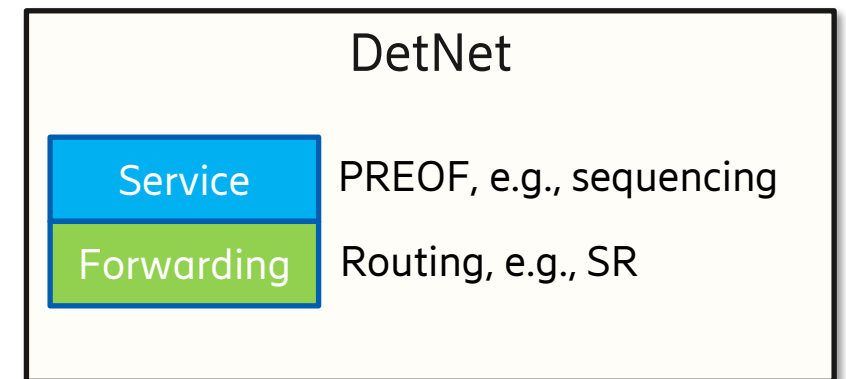 DetNet
Service PREOF, e.g., sequencing
Forwarding Routing, e.g., SR